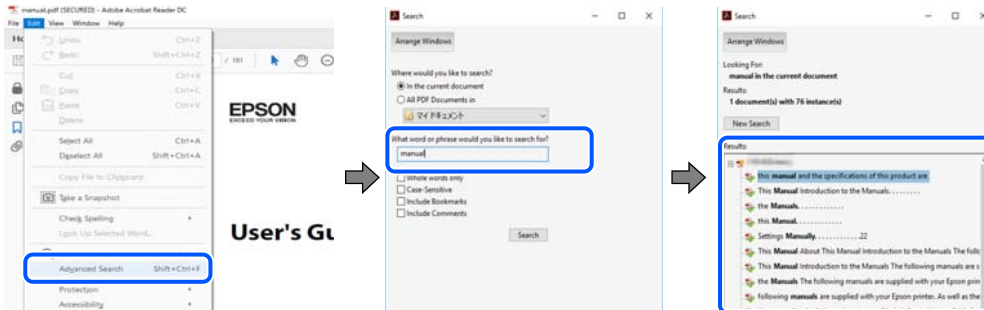 manual.pdf (SECURED) - Adobe Acrobat Reader DC
File Edit View Window Help
Undo Ctrl+Z
Redo Shift+Ctrl+Z
Cut Ctrl+X
Copy Ctrl+C
Paste Ctrl+V
Delete
Select All Ctrl+A
Deselect All Shift+Ctrl+A
Copy File to Clipboard
Take a Snapshot
Check Spelling
Look Up Selected Word...
Advanced Search Shift+Ctrl+F
Protection
Accessibility
/ 181
EPSON
EXCEED YOUR VISION
User's Gu
Search
Arrange Windows
Where would you like to search?
In the current document
All PDF Documents in
マイ ドキュメント
What word or phrase would you like to search for?
manual
Whole words only
Case-Sensitive
Include Bookmarks
Include Comments
Search
Search
Arrange Windows
Looking For:
manual in the current document
Results:
1 document(s) with 76 instance(s)
New Search
Results:
this manual and the specifications of this product are
This Manual Introduction to the Manuals. . . . . . . . .
the Manuals. . . . . . . . . . . . .
this Manual. . . . . . . . . . . . .
Settings Manually. . . . . . . . . . . . .22
This Manual About This Manual Introduction to the Manuals The follo
This Manual Introduction to the Manuals The following manuals are s
the Manuals The following manuals are supplied with your Epson prin
following manuals are supplied with your Epson printer. As well as the